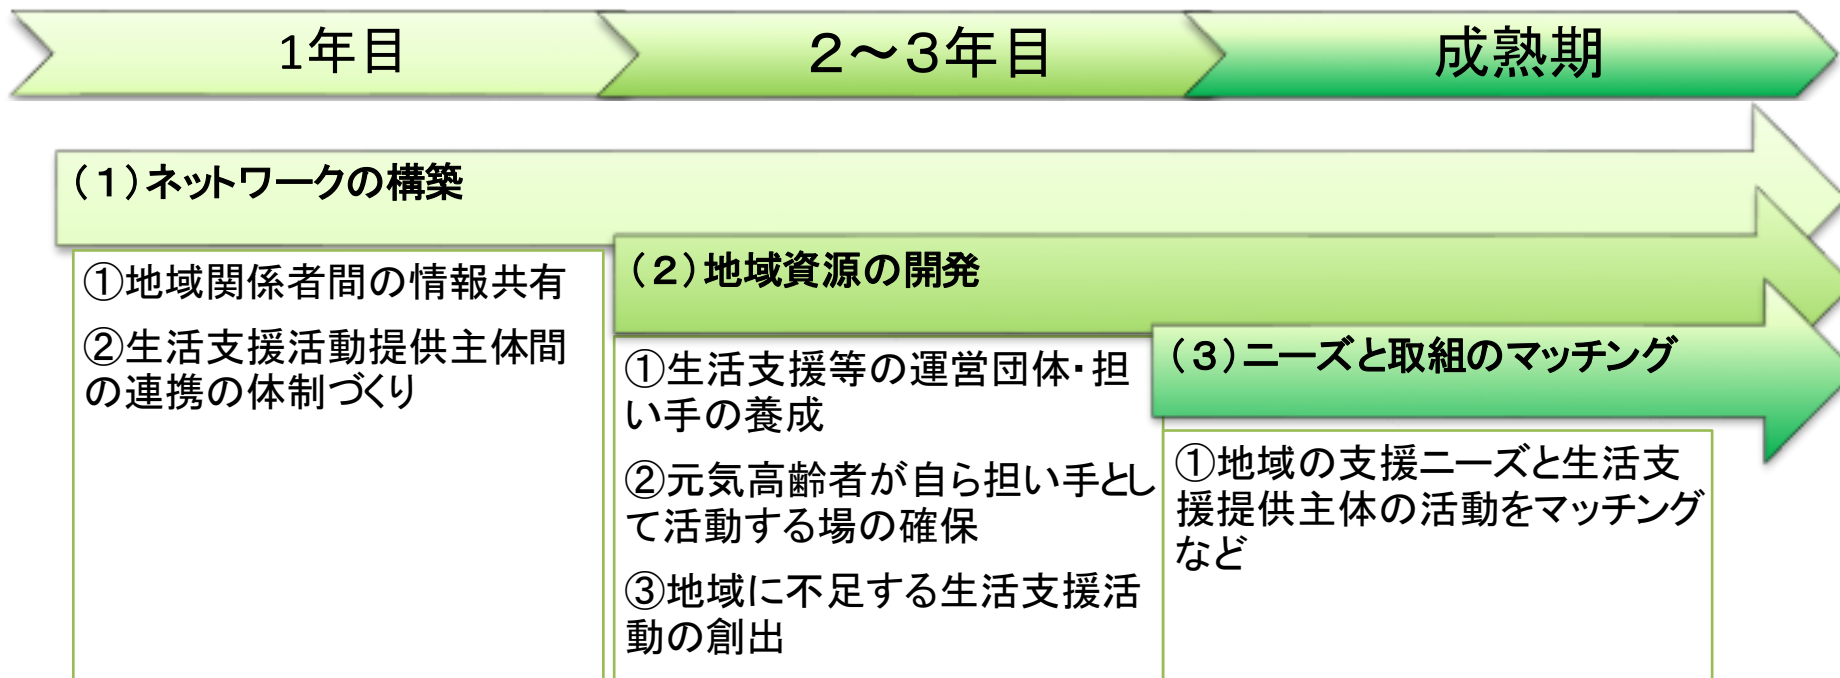 1年目
２～３年目
成熟期
（１）ネットワークの構築
①地域関係者間の情報共有
②生活支援活動提供主体間
の連携の体制づくり
（２）地域資源の開発
①生活支援等の運営団体・担
い手の養成
②元気高齢者が自ら担い手とし
て活動する場の確保
③地域に不足する生活支援活
動の創出
（３）ニーズと取組のマッチング
①地域の支援ニーズと生活支
援提供主体の活動をマッチング
など